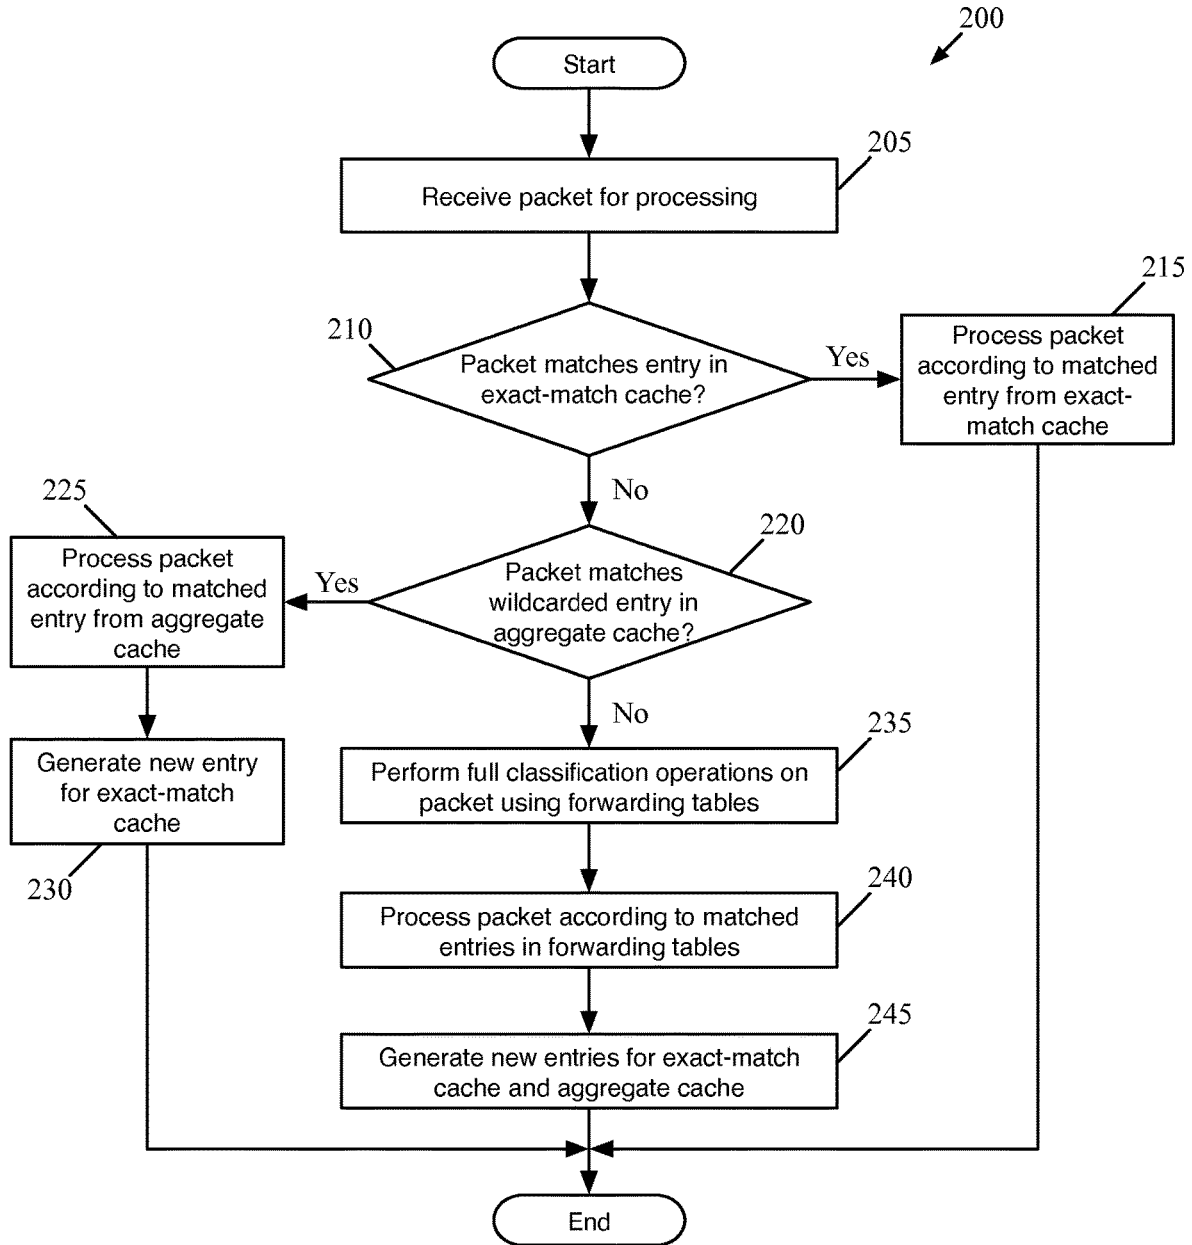 200
Start
205
Receive packet for processing
215
210
Packet matches entry in
exact-match cache?
Yes
Process packet
according to matched
entry from exact-
match cache
No
225
220
Process packet
according to matched
entry from aggregate
cache
Yes
Packet matches
wildcarded entry in
aggregate cache?
No
235
Generate new entry
for exact-match
cache
230
Perform full classification operations on
packet using forwarding tables
240
Process packet according to matched
entries in forwarding tables
245
Generate new entries for exact-match
cache and aggregate cache
End